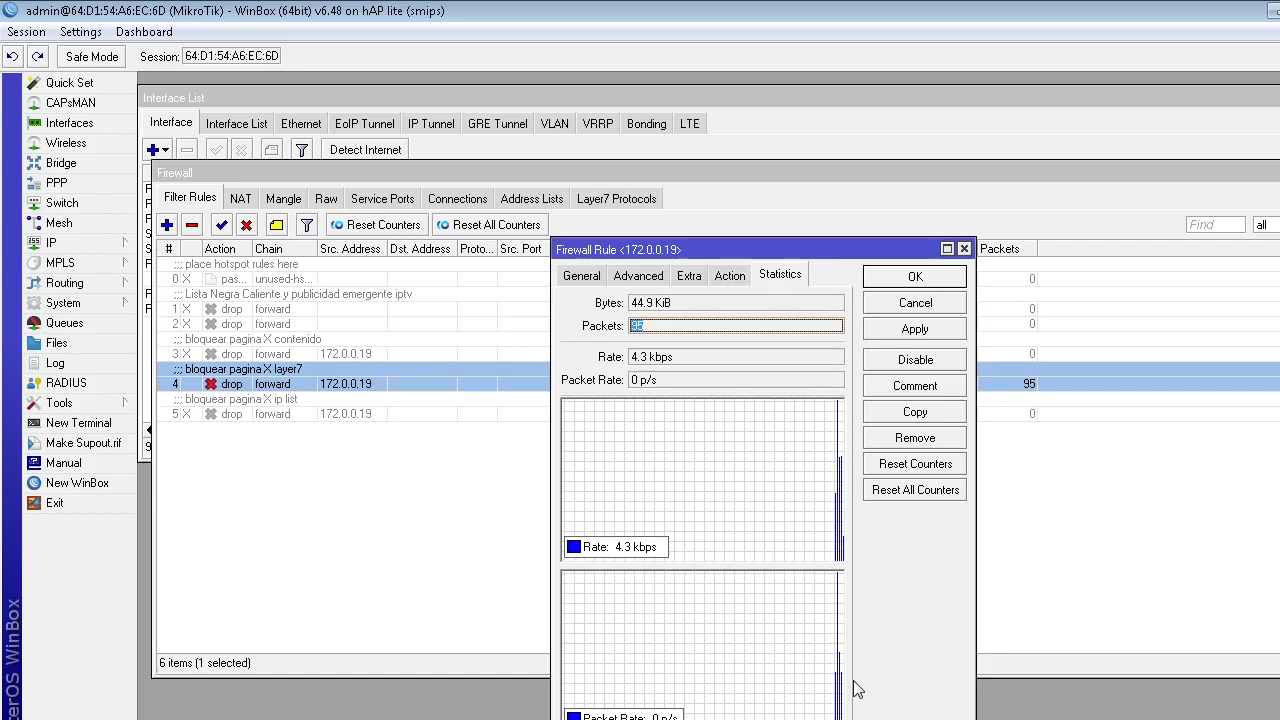 admin@64:D1:54:A6:EC:6D (MikroTik) - WinBox (64bit) v6.48 on hAP lite (smips)
Session Settings Dashboard
Safe Mode Session: 64:D1:54:A6:EC:6D
Quick Set
CAPsMAN
Interfaces
Wireless
Bridge
PPP
Switch
Mesh
IP
MPLS
Routing
System
Queues
Files
Log
RADIUS
Tools
New Terminal
Make Supout.rif
Manual
New WinBox
Exit
terOS WinBox
Interface List
Interface Interface List Ethernet EoIP Tunnel IP Tunnel GRE Tunnel VLAN VRRP Bonding LTE
Detect Internet
Firewall
Filter Rules NAT Mangle Raw Service Ports Connections Address Lists Layer7 Protocols
Reset Counters Reset All Counters Find all
# Action Chain Src. Address Dst. Address Proto... Src. Port Packets
;;; place hotspot rules here
0 X pas... unused-hs... 0
;;; Lista Negra Caliente y publicidad emergente iptv
1 X drop forward 0
2 X drop forward 0
;;; bloquear pagina X contenido
3 X drop forward 172.0.0.19 0
;;; bloquear pagina X layer7
4 drop forward 172.0.0.19 95
;;; bloquear pagina X ip list
5 X drop forward 172.0.0.19 0
6 items (1 selected)
Firewall Rule <172.0.0.19>
General Advanced Extra Action Statistics
Bytes: 44.9 KiB
Packets: 95
Rate: 4.3 kbps
Packet Rate: 0 p/s
Rate: 4.3 kbps
Packet Rate: 0 p/s
OK
Cancel
Apply
Disable
Comment
Copy
Remove
Reset Counters
Reset All Counters